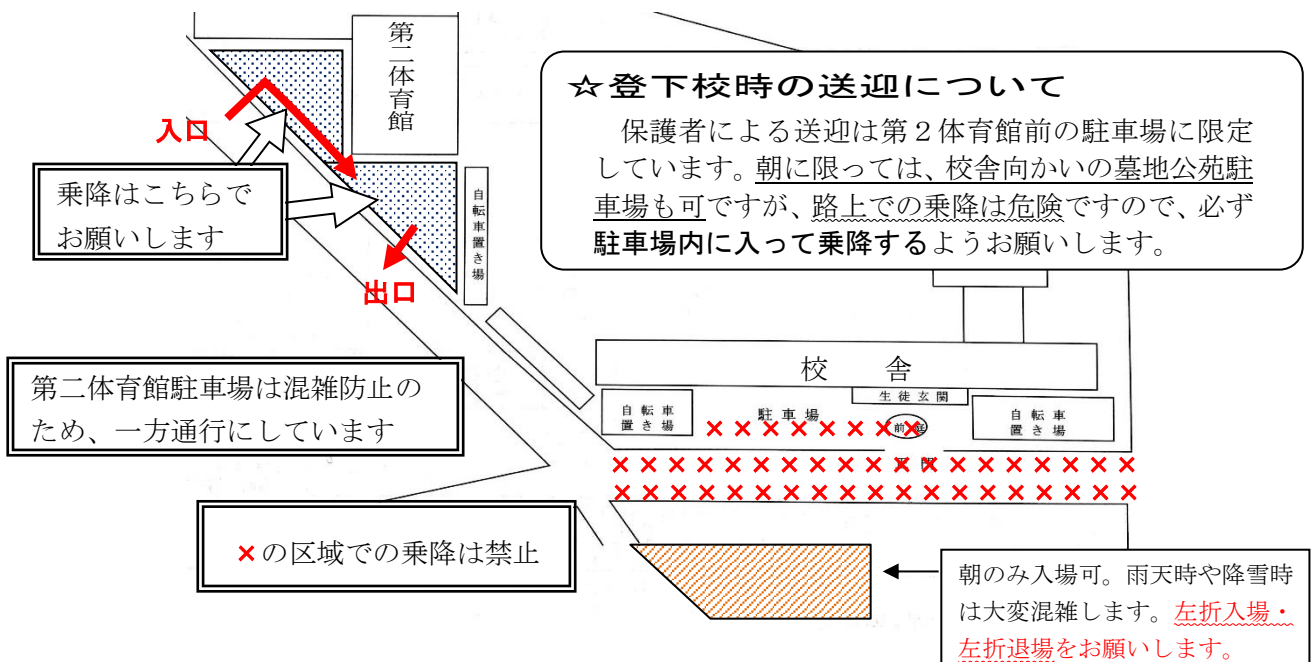 第二体育館
☆登下校時の送迎について
保護者による送迎は第２体育館前の駐車場に限定
しています。朝に限っては、校舎向かいの墓地公苑駐
車場も可ですが、路上での乗降は危険ですので、必ず
駐車場内に入って乗降するようお願いします。
入口
乗降はこちらで
お願いします
自転車置き場
出口
第二体育館駐車場は混雑防止の
ため、一方通行にしています
校舎
生徒玄関
自転車
置き場
駐車場
××××××××
前庭
自転車
置き場
×××××××××××××××××××
×××××××××××××××××××
×の区域での乗降は禁止
朝のみ入場可。雨天時や降雪時
は大変混雑します。左折入場・
左折退場をお願いします。